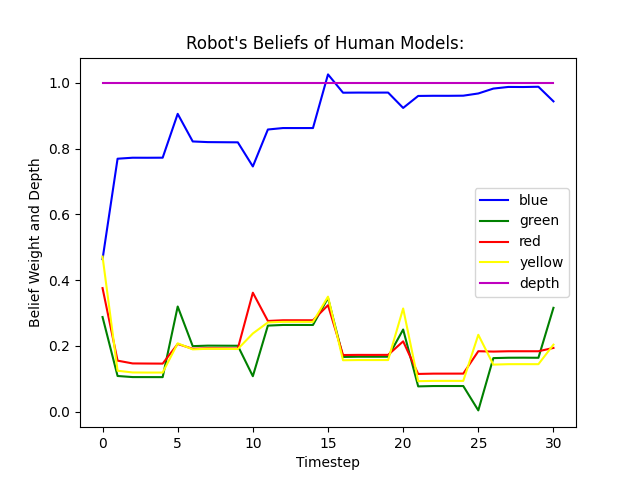 Robot's Beliefs of Human Models:
Belief Weight and Depth
1.0
0.8
0.6
0.4
0.2
0.0
blue
green
red
yellow
depth
0 5 10 15 20 25 30
Timestep